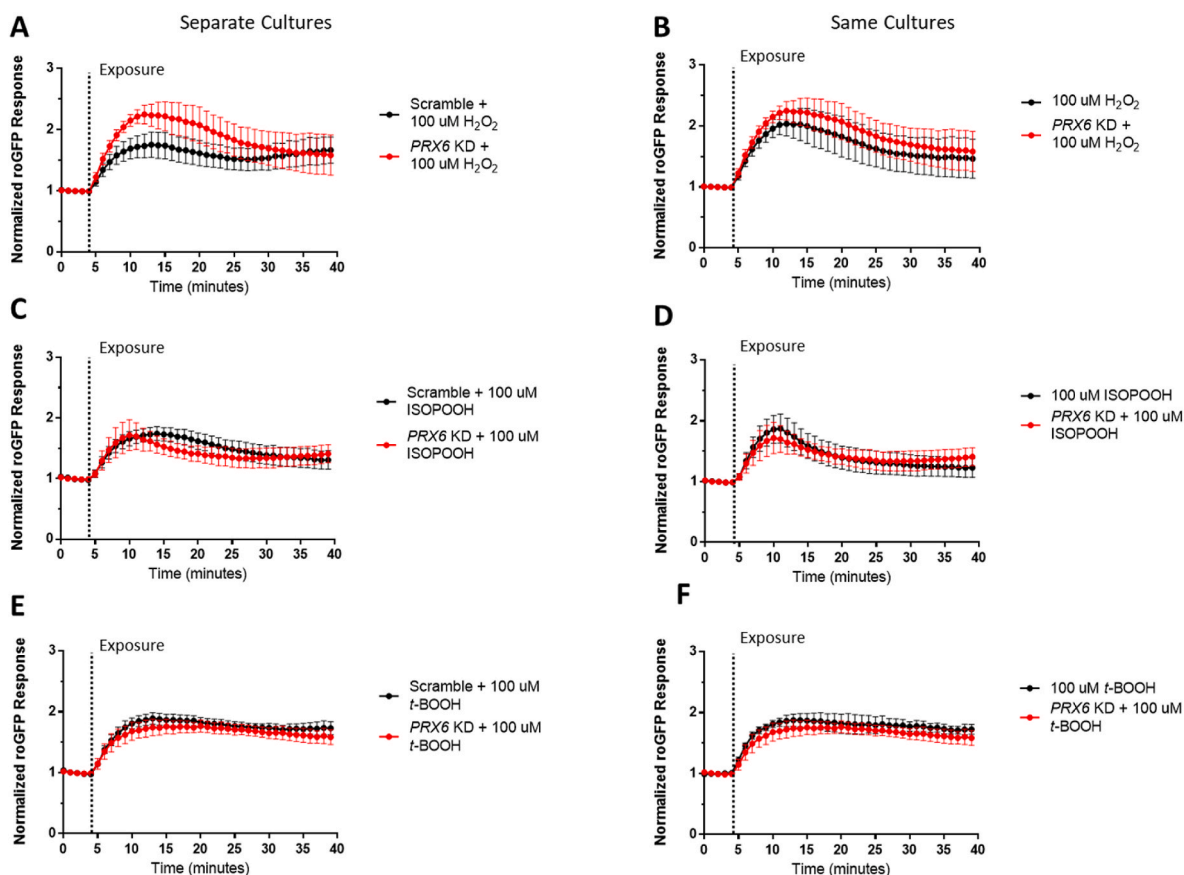 Separate Cultures
Same Cultures
A
Normalized roGFP Response
3
2
1
0
Exposure
0 5 10 15 20 25 30 35 40
Time (minutes)
Scramble +
100 uM H₂O₂
PRX6 KD +
100 uM H₂O₂
B
Normalized roGFP Response
3
2
1
0
Exposure
0 5 10 15 20 25 30 35 40
Time (minutes)
100 uM H₂O₂
PRX6 KD +
100 uM H₂O₂
C
Normalized roGFP Response
3
2
1
0
Exposure
0 5 10 15 20 25 30 35 40
Time (minutes)
Scramble + 100 uM
ISOPOOH
PRX6 KD + 100 uM
ISOPOOH
D
Normalized roGFP Response
3
2
1
0
Exposure
0 5 10 15 20 25 30 35 40
Time (minutes)
100 uM ISOPOOH
PRX6 KD + 100 uM
ISOPOOH
E
Normalized roGFP Response
3
2
1
0
Exposure
0 5 10 15 20 25 30 35 40
Time (minutes)
Scramble + 100 uM
t-BOOH
PRX6 KD + 100 uM
t-BOOH
F
Normalized roGFP Response
3
2
1
0
Exposure
0 5 10 15 20 25 30 35 40
Time (minutes)
100 uM t-BOOH
PRX6 KD + 100 uM
t-BOOH